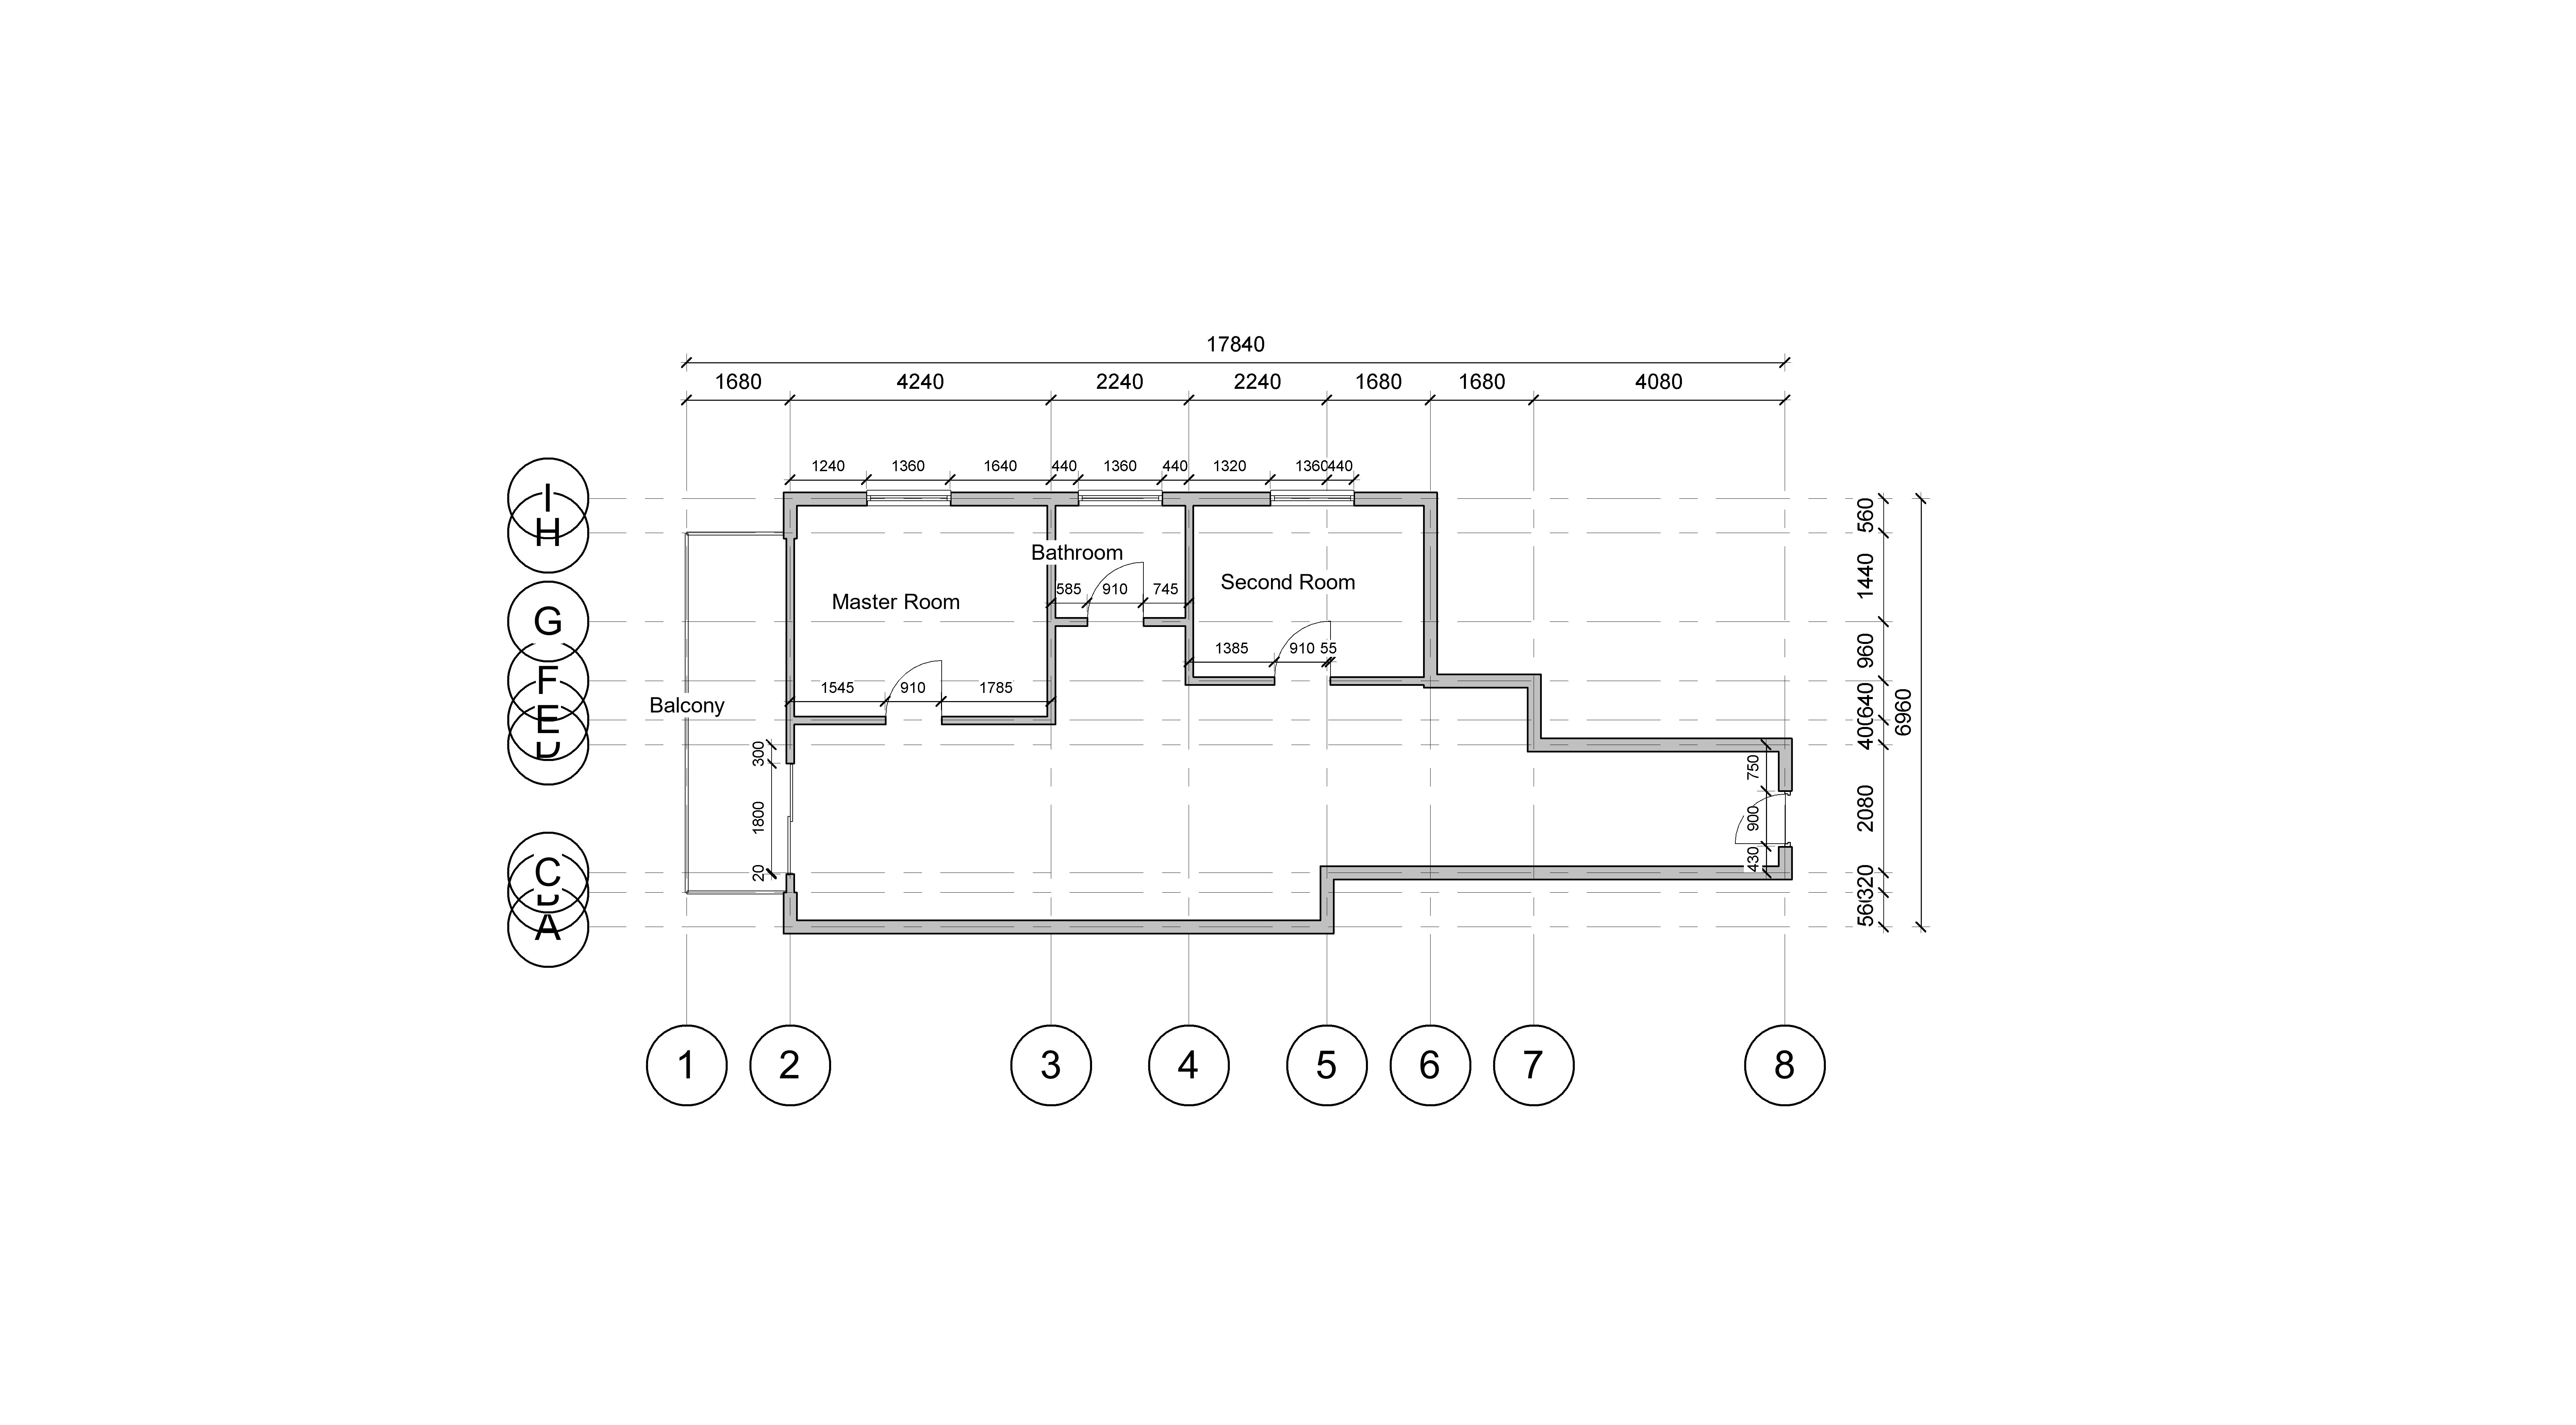 17840
1680 4240 2240 2240 1680 1680 4080
1240 1360 1640 440 1360 440 1320 1360 440
I
H
G
F
E
D
C
A
560
1440
960
640
400
2080
320
560
6960
Bathroom
Second Room
Master Room
Balcony
585 910 745
1385 910 55
1545 910 1785
300
1800
20
750
900
430
1 2 3 4 5 6 7 8